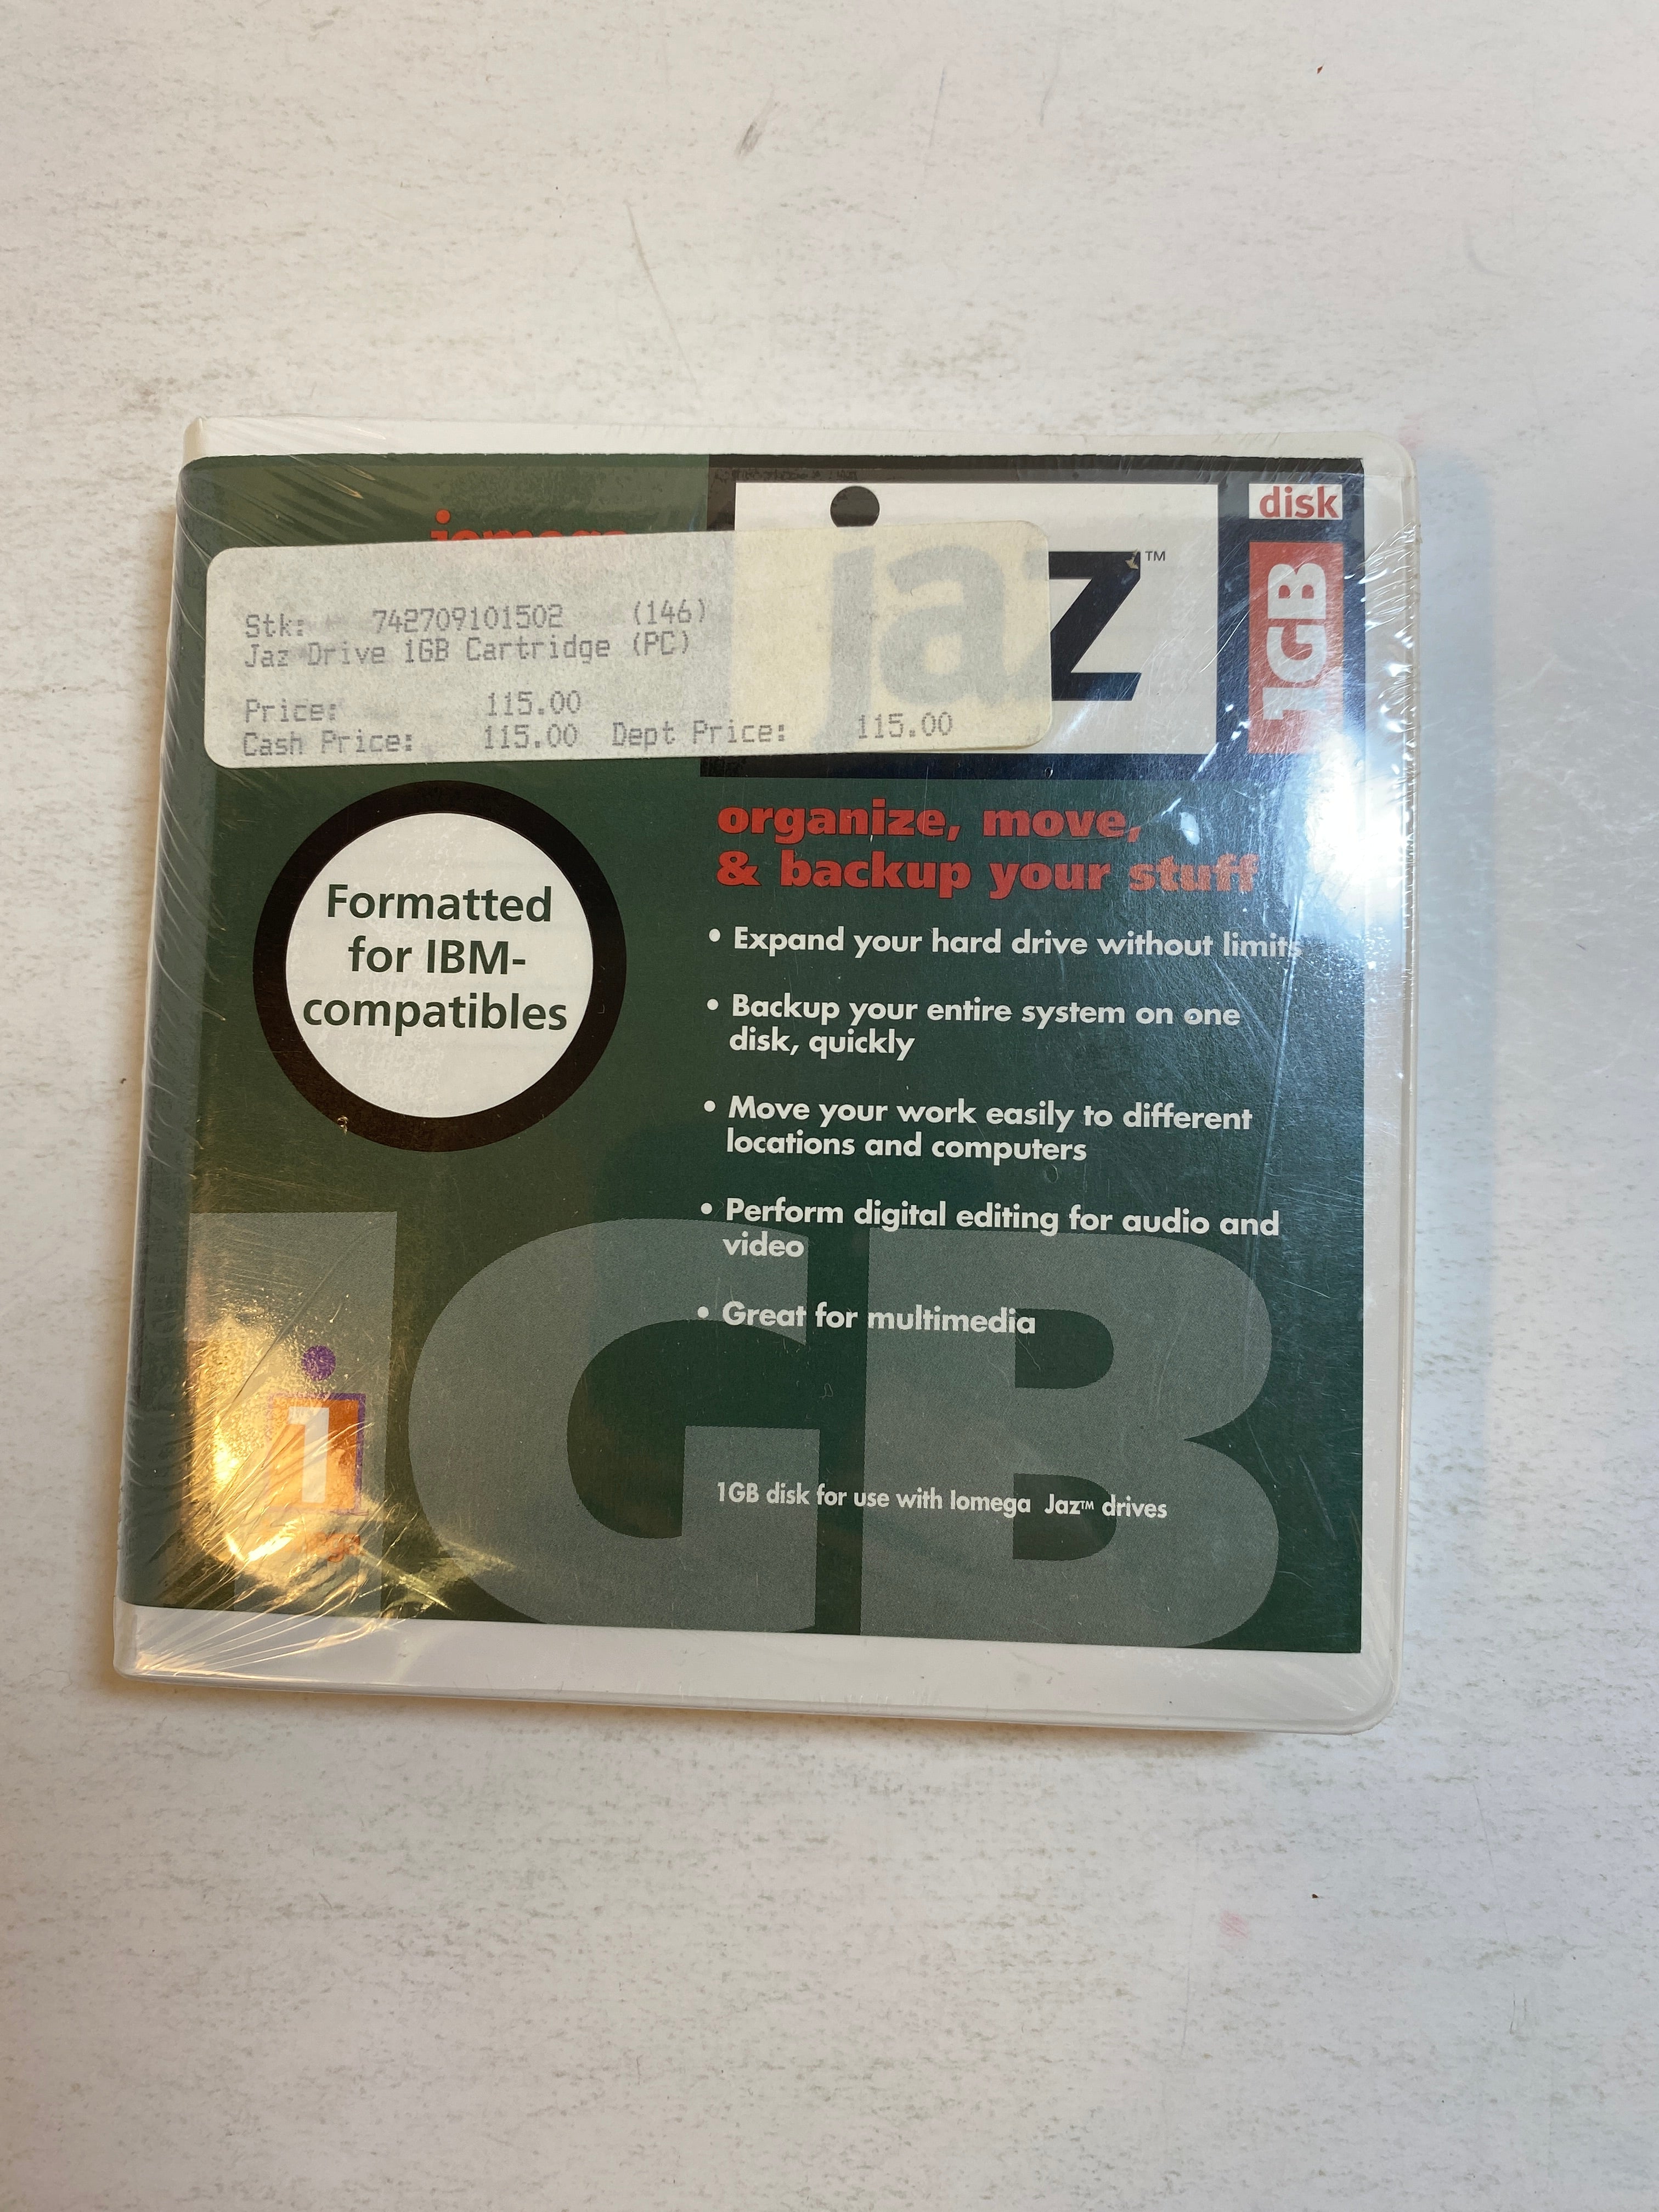 iomega
jaz™
disk
1GB
Stk: 742709101502 (146)
Jaz Drive 1GB Cartridge (PC)
Price: 115.00
Cash Price: 115.00 Dept Price: 115.00
Formatted
for IBM-
compatibles
organize, move,
& backup your stuff
• Expand your hard drive without limits
• Backup your entire system on one
disk, quickly
• Move your work easily to different
locations and computers
• Perform digital editing for audio and
video
• Great for multimedia
1
1GB
1GB disk for use with Iomega Jaz™ drives